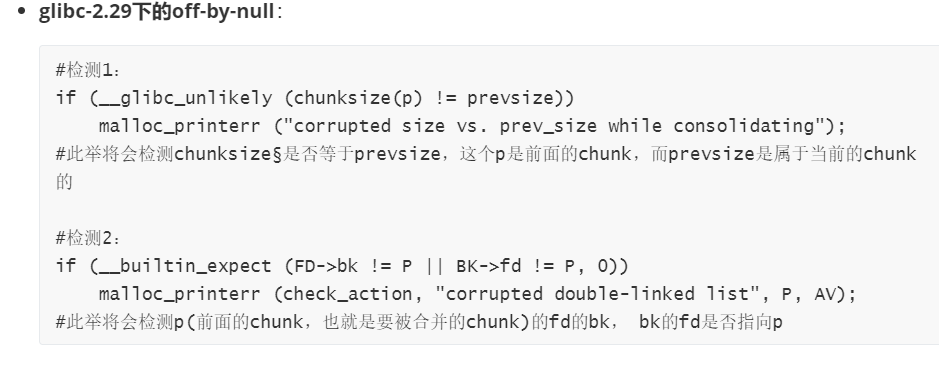 glibc-2.29下的off-by-null：
#检测1：
if (__glibc_unlikely (chunksize(p) != prevsize))
    malloc_printerr ("corrupted size vs. prev_size while consolidating");
#此举将会检测chunksize§是否等于prevsize，这个p是前面的chunk，而prevsize是属于当前的chunk
的
#检测2：
if (__builtin_expect (FD->bk != P || BK->fd != P, 0))
    malloc_printerr (check_action, "corrupted double-linked list", P, AV);
#此举将会检测p(前面的chunk，也就是要被合并的chunk)的fd的bk， bk的fd是否指向p